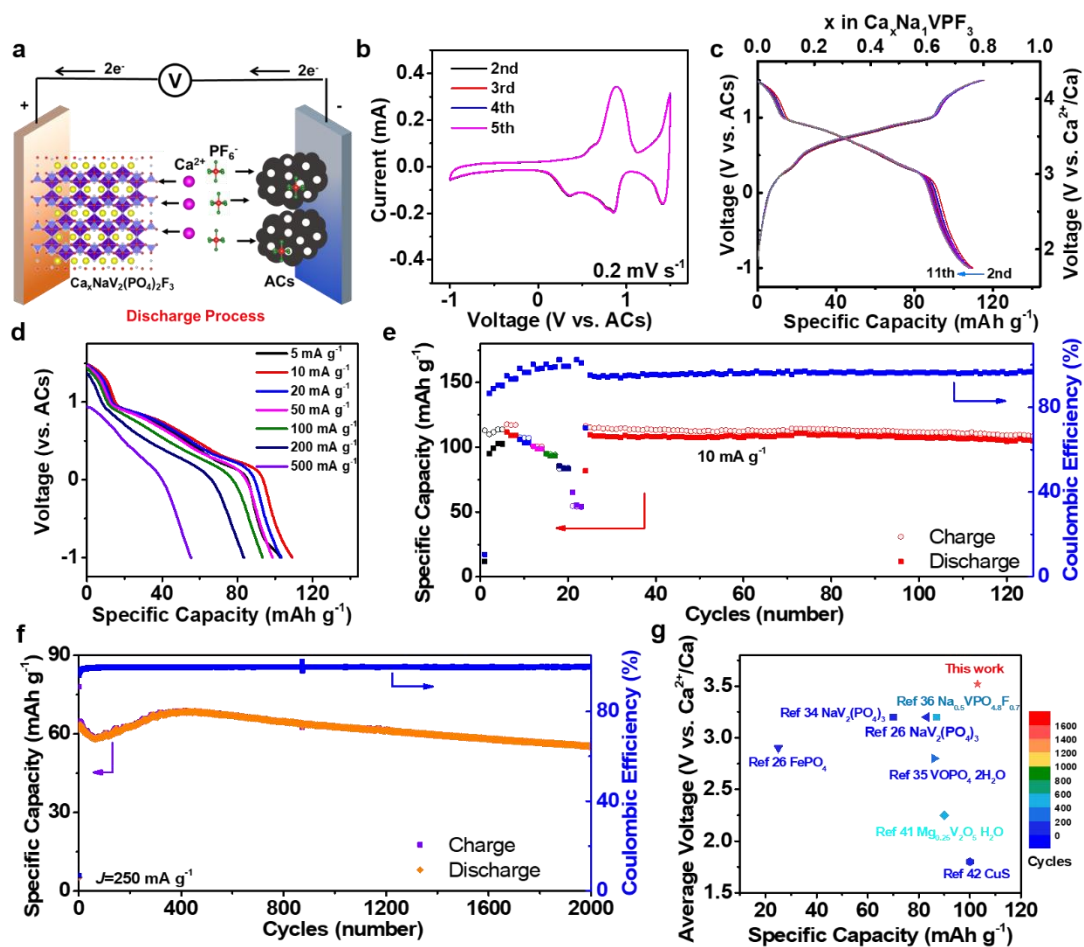 a
2e-
V
2e-
+
-
Ca2+ PF6-
CaxNaV2(PO4)2F3
ACs
Discharge Process
b
2nd
3rd
4th
5th
0.4
0.2
0.0
-0.2
-0.4
Current (mA)
0.2 mV s-1
-1
0
1
Voltage (V vs. ACs)
c
x in CaxNa1VPF3
0.0
0.2
0.4
0.6
0.8
1.0
1
0
-1
Voltage (V vs. ACs)
4
3
2
Voltage (V vs. Ca2+/Ca)
11th
2nd
0
40
80
120
Specific Capacity (mAh g-1)
d
5 mA g-1
10 mA g-1
20 mA g-1
50 mA g-1
100 mA g-1
200 mA g-1
500 mA g-1
1
0
-1
Voltage (vs. ACs)
0
40
80
120
Specific Capacity (mAh g-1)
e
150
100
50
0
Specific Capacity (mAh g-1)
80
40
0
Coulombic Efficiency (%)
10 mA g-1
Charge
Discharge
0
20
40
60
80
100
120
Cycles (number)
f
90
60
30
0
Specific Capacity (mAh g-1)
80
40
0
Coulombic Efficiency (%)
Charge
Discharge
J=250 mA g-1
0
400
800
1200
1600
2000
Cycles (number)
g
3.5
3.0
2.5
2.0
1.5
Average Voltage (V vs. Ca2+/Ca)
This work
Ref 36 Na0.5VPO4.8F0.7
Ref 34 NaV2(PO4)3
Ref 26 NaV2(PO4)3
Ref 26 FePO4
Ref 35 VOPO4 2H2O
Ref 41 Mg0.25V2O5 H2O
Ref 42 CuS
1600
1400
1200
1000
800
600
400
200
0
Cycles
20
40
60
80
100
120
Specific Capacity (mAh g-1)